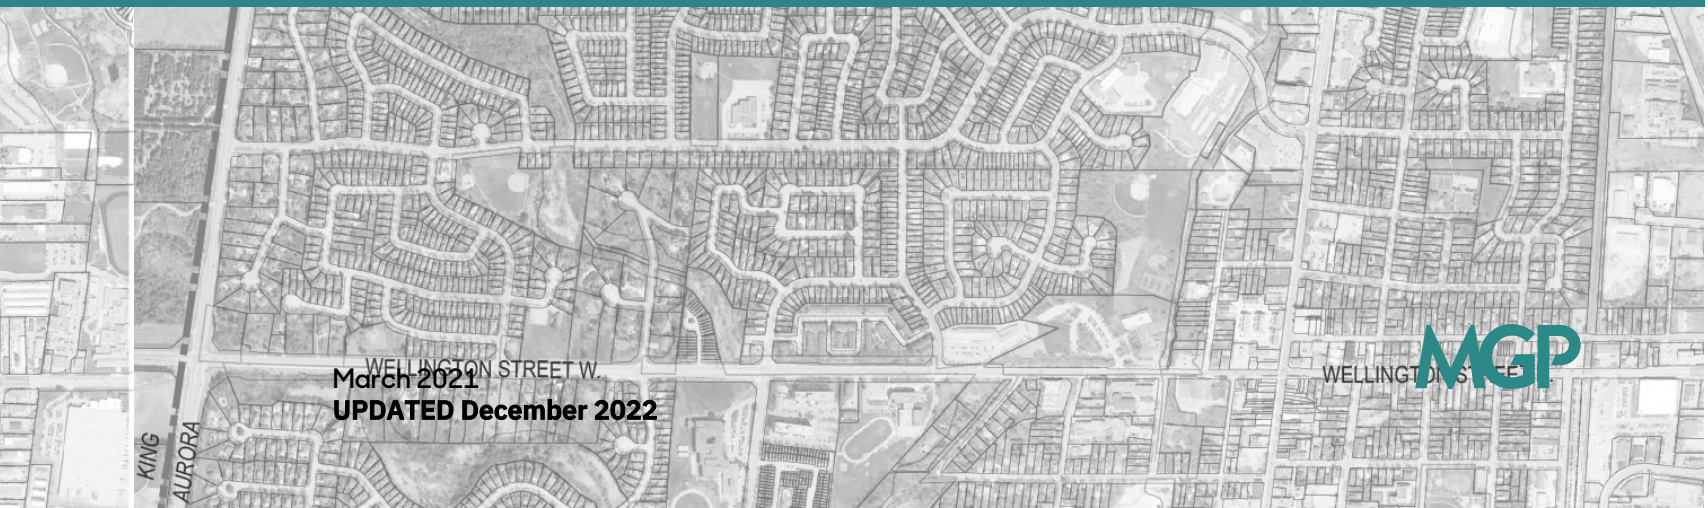 WELLINGTON STREET W.
March 2021
UPDATED December 2022
WELLINGTON STREET E.
MGP
KING
AURORA